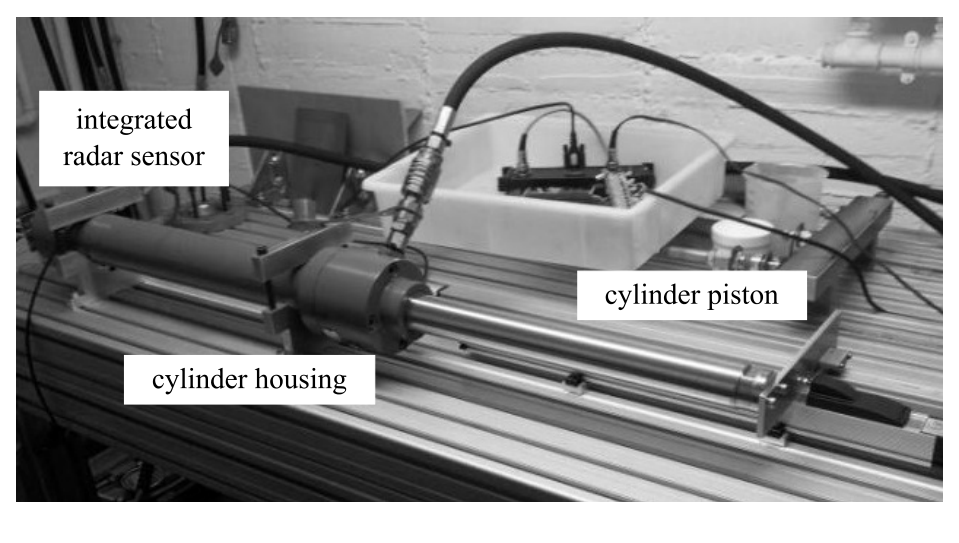 integrated
radar sensor
cylinder piston
cylinder housing